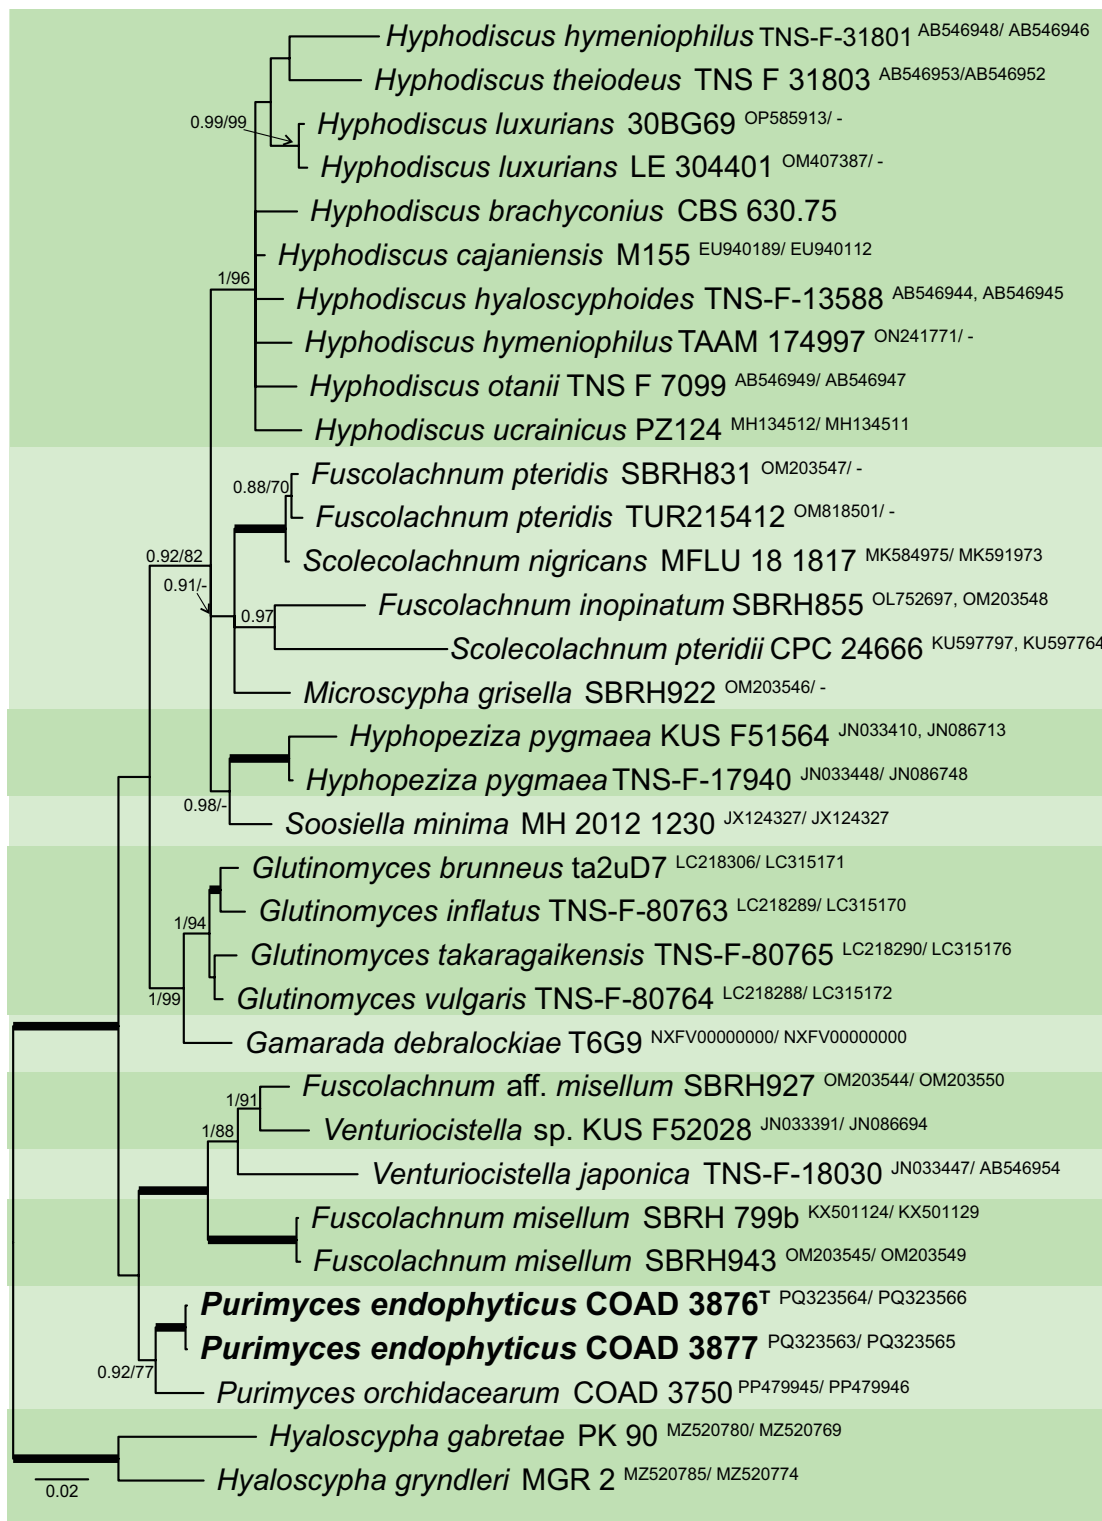 Hyphodiscus hymeniophilus TNS-F-31801 AB546948/ AB546946
Hyphodiscus theiodeus TNS F 31803 AB546953/AB546952
0.99/99
Hyphodiscus luxurians 30BG69 OP585913/ -
Hyphodiscus luxurians LE 304401 OM407387/ -
Hyphodiscus brachyconius CBS 630.75
Hyphodiscus cajaniensis M155 EU940189/ EU940112
1/96
Hyphodiscus hyaloscyphoides TNS-F-13588 AB546944, AB546945
Hyphodiscus hymeniophilus TAAM 174997 ON241771/ -
Hyphodiscus otanii TNS F 7099 AB546949/ AB546947
Hyphodiscus ucrainicus PZ124 MH134512/ MH134511
Fuscolachnum pteridis SBRH831 OM203547/ -
0.88/70
Fuscolachnum pteridis TUR215412 OM818501/ -
0.92/82
Scolecolachnum nigricans MFLU 18 1817 MK584975/ MK591973
0.91/-
Fuscolachnum inopinatum SBRH855 OL752697, OM203548
0.97
Scolecolachnum pteridii CPC 24666 KU597797, KU597764
Microscypha grisella SBRH922 OM203546/ -
Hyphopeziza pygmaea KUS F51564 JN033410, JN086713
Hyphopeziza pygmaea TNS-F-17940 JN033448/ JN086748
0.98/-
Soosiella minima MH 2012 1230 JX124327/ JX124327
Glutinomyces brunneus ta2uD7 LC218306/ LC315171
Glutinomyces inflatus TNS-F-80763 LC218289/ LC315170
1/94
Glutinomyces takaragaikensis TNS-F-80765 LC218290/ LC315176
Glutinomyces vulgaris TNS-F-80764 LC218288/ LC315172
1/99
Gamarada debralockiae T6G9 NXFV00000000/ NXFV00000000
Fuscolachnum aff. misellum SBRH927 OM203544/ OM203550
1/91
Venturiocistella sp. KUS F52028 JN033391/ JN086694
1/88
Venturiocistella japonica TNS-F-18030 JN033447/ AB546954
Fuscolachnum misellum SBRH 799b KX501124/ KX501129
Fuscolachnum misellum SBRH943 OM203545/ OM203549
Purimyces endophyticus COAD 3876T PQ323564/ PQ323566
Purimyces endophyticus COAD 3877 PQ323563/ PQ323565
0.92/77
Purimyces orchidacearum COAD 3750 PP479945/ PP479946
Hyaloscypha gabretae PK 90 MZ520780/ MZ520769
Hyaloscypha gryndleri MGR 2 MZ520785/ MZ520774
0.02